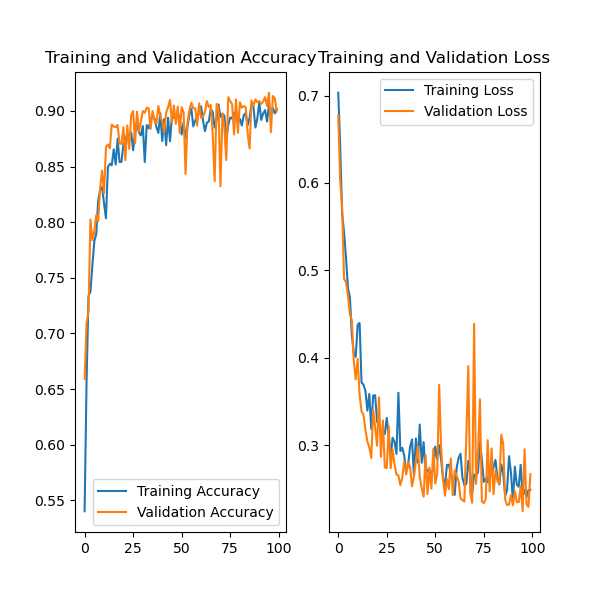 Training and Validation Accuracy
0.90
0.85
0.80
0.75
0.70
0.65
0.60
0.55
Training Accuracy
Validation Accuracy
0 25 50 75 100
Training and Validation Loss
0.7
0.6
0.5
0.4
0.3
Training Loss
Validation Loss
0 25 50 75 100